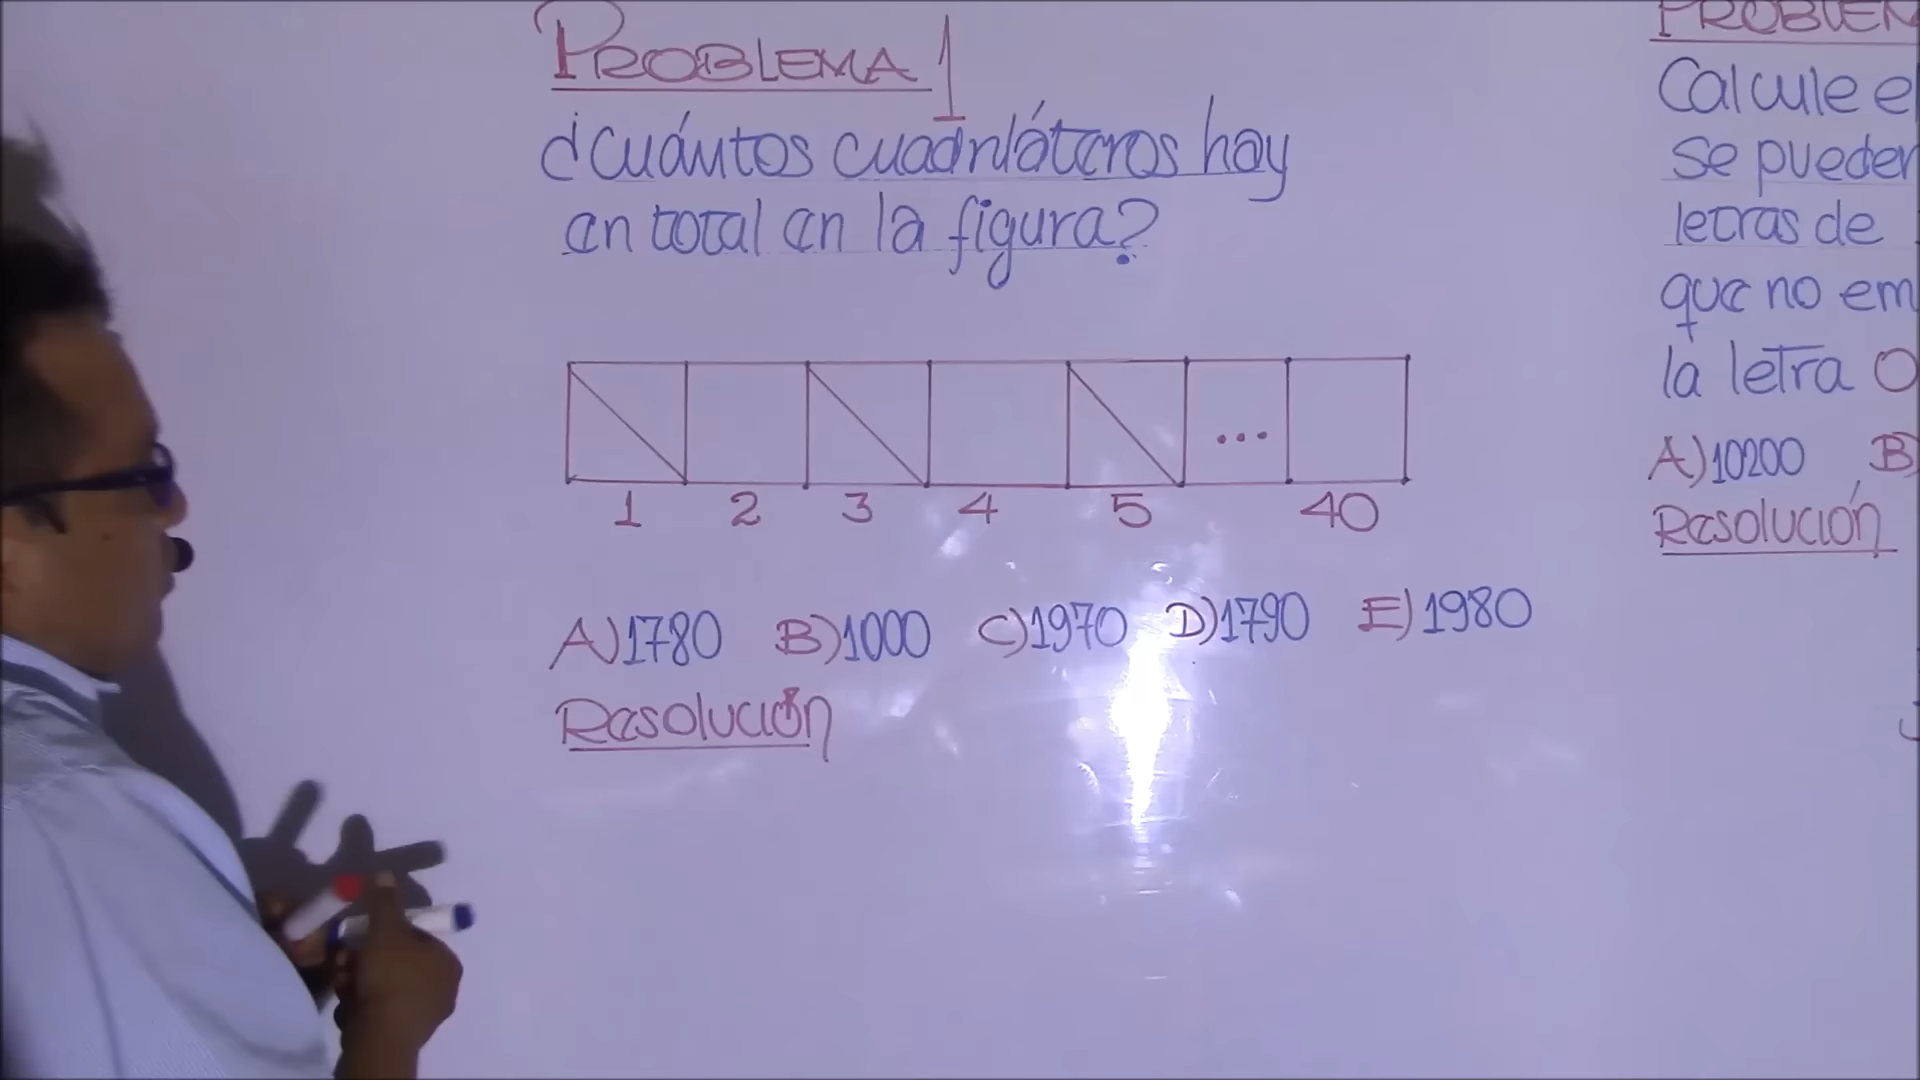 PROBLEMA 1
¿Cuántos cuadriláteros hay
en total en la figura?
...
1 2 3 4 5 40
A)1780 B)1000 C)1970 D)1790 E)1980
Resolución
PROBLEM
Calcule e
se pueden
letras de
que no em
la letra O
A)10200 B)
Resolución